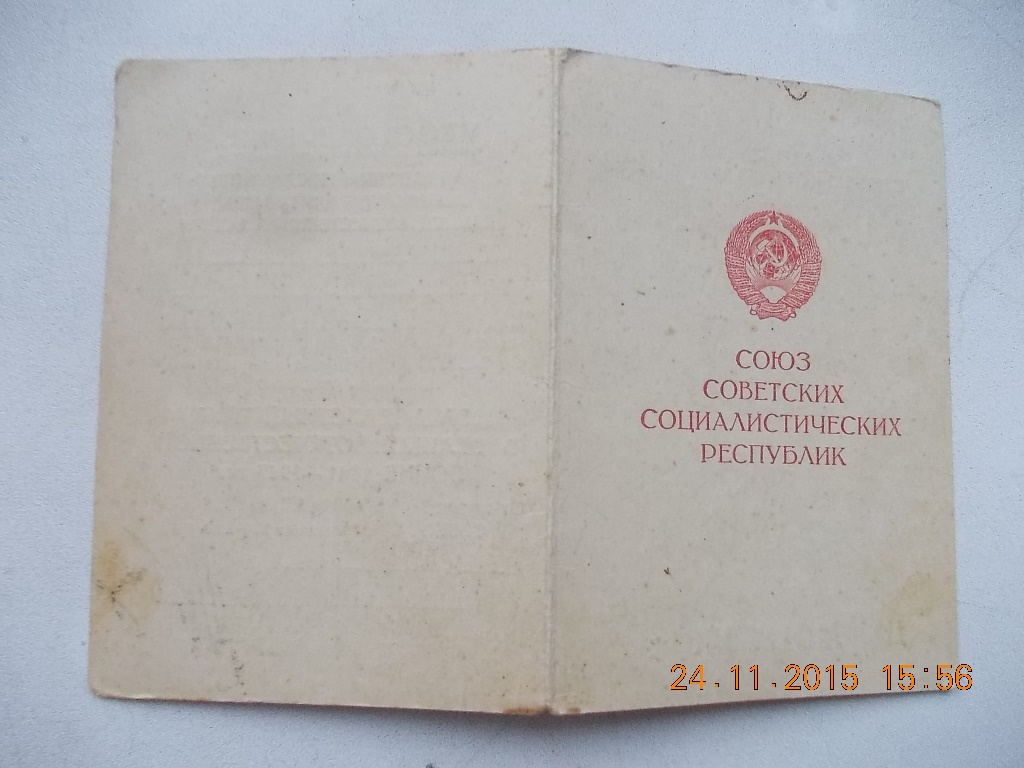 СОЮЗ
СОВЕТСКИХ
СОЦИАЛИСТИЧЕСКИХ
РЕСПУБЛИК
24.11.2015 15:56